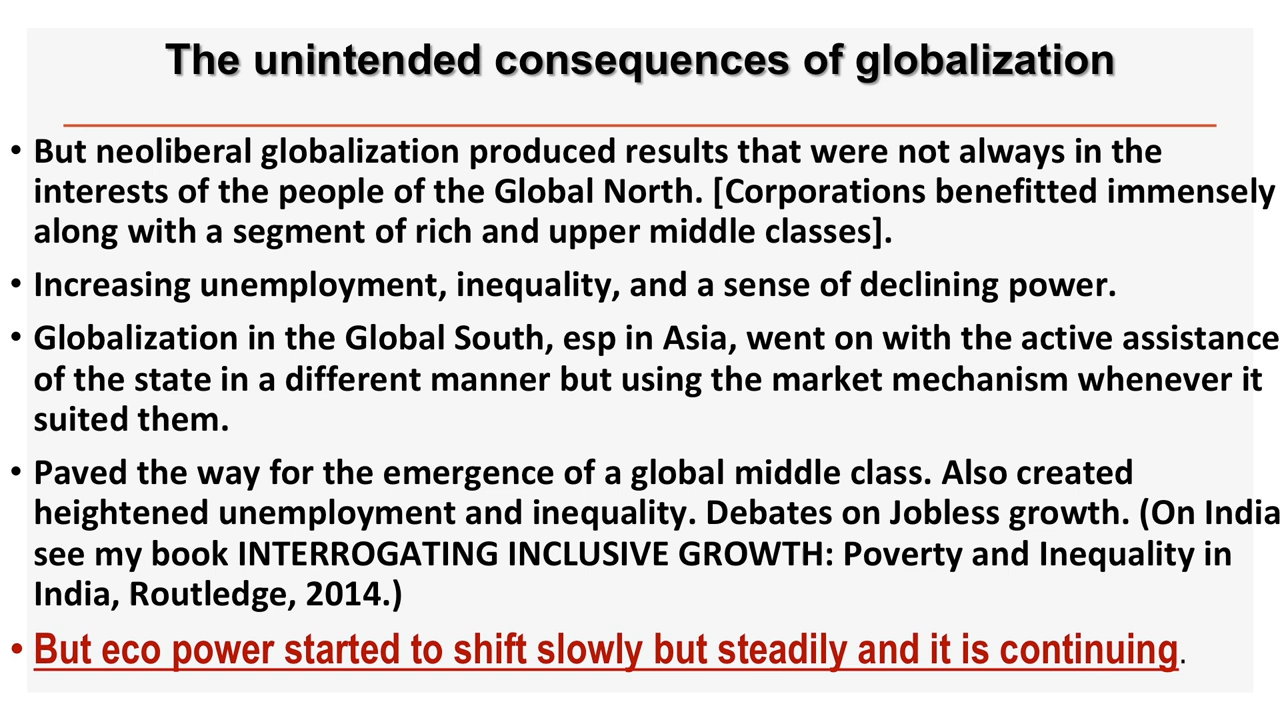 The unintended consequences of globalization
• But neoliberal globalization produced results that were not always in the
interests of the people of the Global North. [Corporations benefitted immensely
along with a segment of rich and upper middle classes].
• Increasing unemployment, inequality, and a sense of declining power.
• Globalization in the Global South, esp in Asia, went on with the active assistance
of the state in a different manner but using the market mechanism whenever it
suited them.
• Paved the way for the emergence of a global middle class. Also created
heightened unemployment and inequality. Debates on Jobless growth. (On India
see my book INTERROGATING INCLUSIVE GROWTH: Poverty and Inequality in
India, Routledge, 2014.)
• But eco power started to shift slowly but steadily and it is continuing.